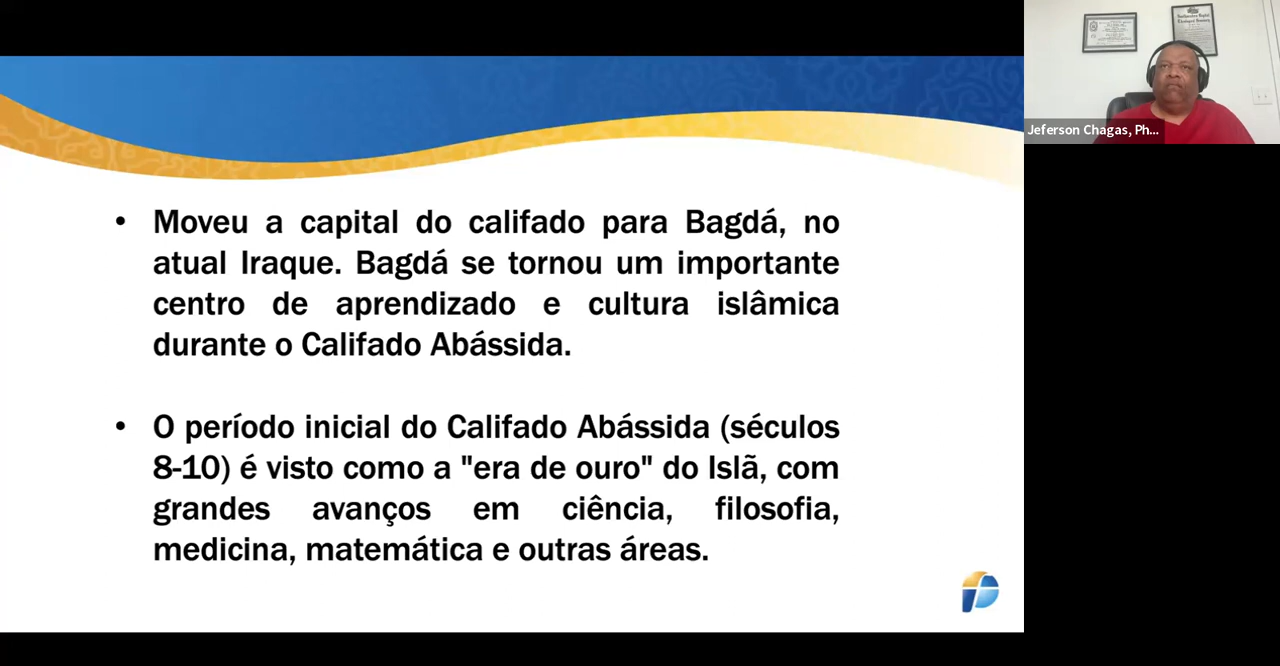 • Moveu a capital do califado para Bagdá, no
atual Iraque. Bagdá se tornou um importante
centro de aprendizado e cultura islâmica
durante o Califado Abássida.
• O período inicial do Califado Abássida (séculos
8-10) é visto como a "era de ouro" do Islã, com
grandes avanços em ciência, filosofia,
medicina, matemática e outras áreas.
Jeferson Chagas, Ph...